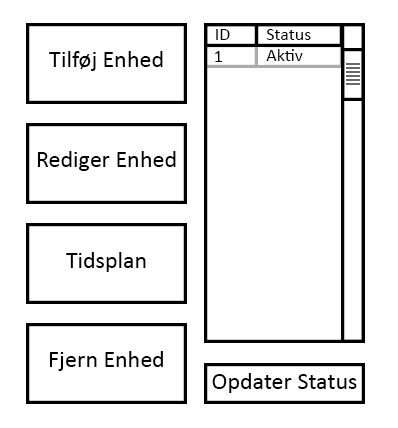 Tilføj Enhed
Rediger Enhed
Tidsplan
Fjern Enhed
ID Status
1 Aktiv
Opdater Status